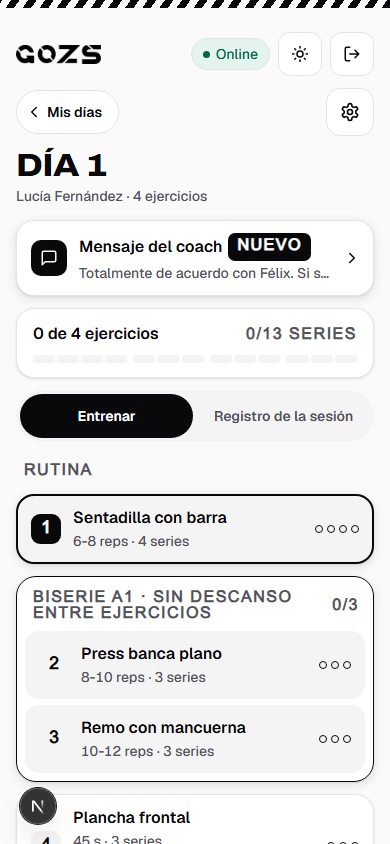 GOZS
Online
Mis días
DÍA 1
Lucía Fernández · 4 ejercicios
Mensaje del coach NUEVO
Totalmente de acuerdo con Félix. Si s...
0 de 4 ejercicios 0/13 SERIES
Entrenar Registro de la sesión
RUTINA
1 Sentadilla con barra
6-8 reps · 4 series
BISERIE A1 · SIN DESCANSO
ENTRE EJERCICIOS 0/3
2 Press banca plano
8-10 reps · 3 series
3 Remo con mancuerna
10-12 reps · 3 series
N
Plancha frontal
4 45 s · 3 series